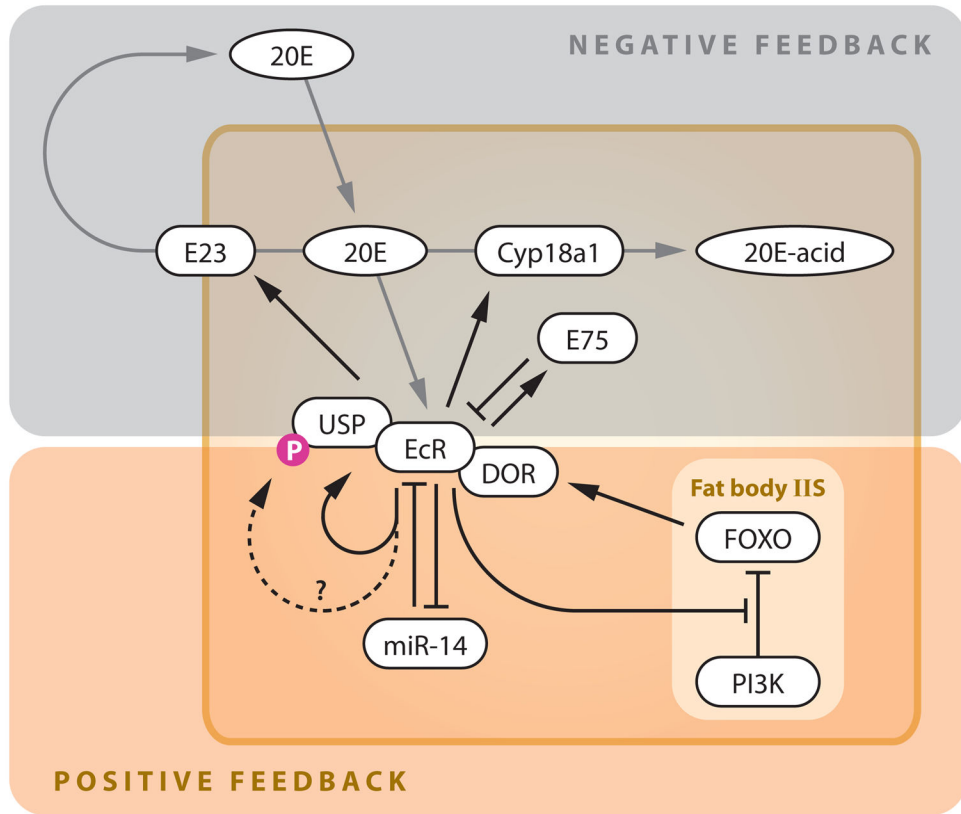 NEGATIVE FEEDBACK
20E
E23
20E
Cyp18a1
20E-acid
E75
USP
P
EcR
DOR
Fat body IIS
FOXO
?
miR-14
PI3K
POSITIVE FEEDBACK